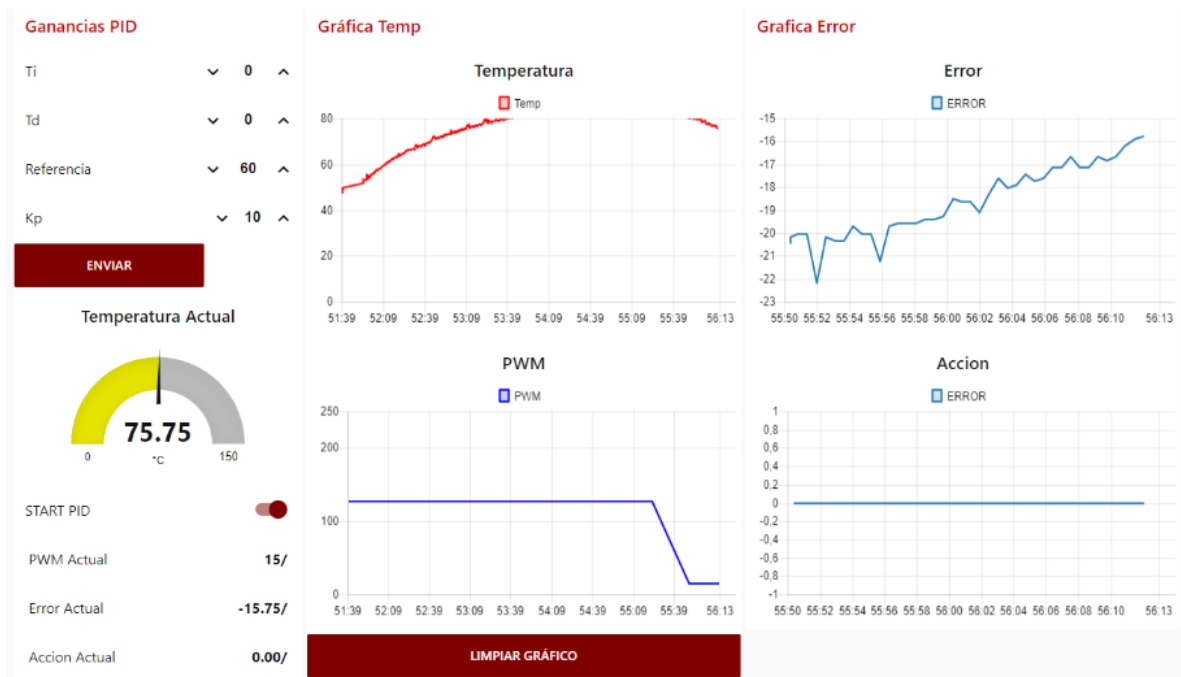 Ganancias PID
Ti 0
Td 0
Referencia 60
Kp 10
ENVIAR
Temperatura Actual
75.75
0 °C 150
START PID
PWM Actual 15/
Error Actual -15.75/
Accion Actual 0.00/
Gráfica Temp
Temperatura
Temp
80
60
40
20
0
51:39 52:09 52:39 53:09 53:39 54:09 54:39 55:09 55:39 56:13
PWM
PWM
250
200
100
0
51:39 52:09 52:39 53:09 53:39 54:09 54:39 55:09 55:39 56:13
LIMPIAR GRÁFICO
Grafica Error
Error
ERROR
-15
-16
-17
-18
-19
-20
-21
-22
-23
55:50 55:52 55:54 55:56 55:58 56:00 56:02 56:04 56:06 56:08 56:10 56:13
Accion
ERROR
1
0,8
0,6
0,4
0,2
0
-0,2
-0,4
-0,6
-0,8
-1
55:50 55:52 55:54 55:56 55:58 56:00 56:02 56:04 56:06 56:08 56:10 56:13